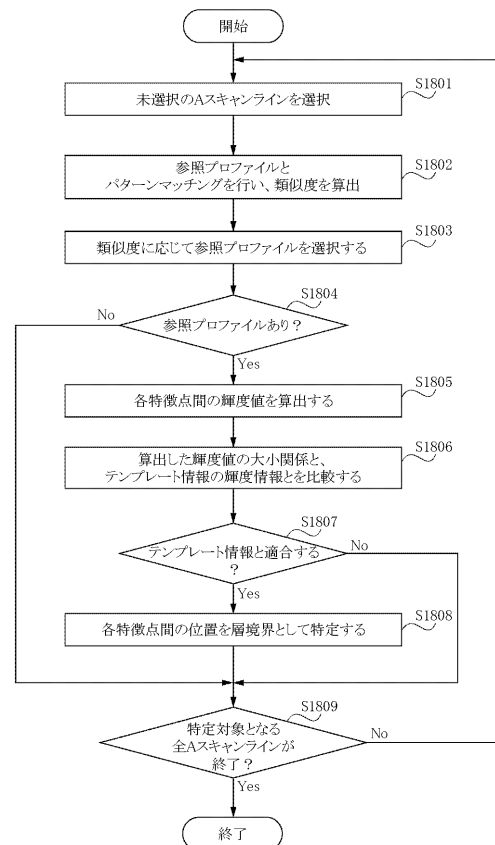 開始
S1801
未選択のAスキャンラインを選択
S1802
参照プロファイルと
パターンマッチングを行い、類似度を算出
S1803
類似度に応じて参照プロファイルを選択する
S1804
No
参照プロファイルあり？
Yes
S1805
各特徴点間の輝度値を算出する
S1806
算出した輝度値の大小関係と、
テンプレート情報の輝度情報とを比較する
S1807
No
テンプレート情報と適合する
？
Yes
S1808
各特徴点間の位置を層境界として特定する
S1809
特定対象となる
全Aスキャンラインが
終了？
No
Yes
終了